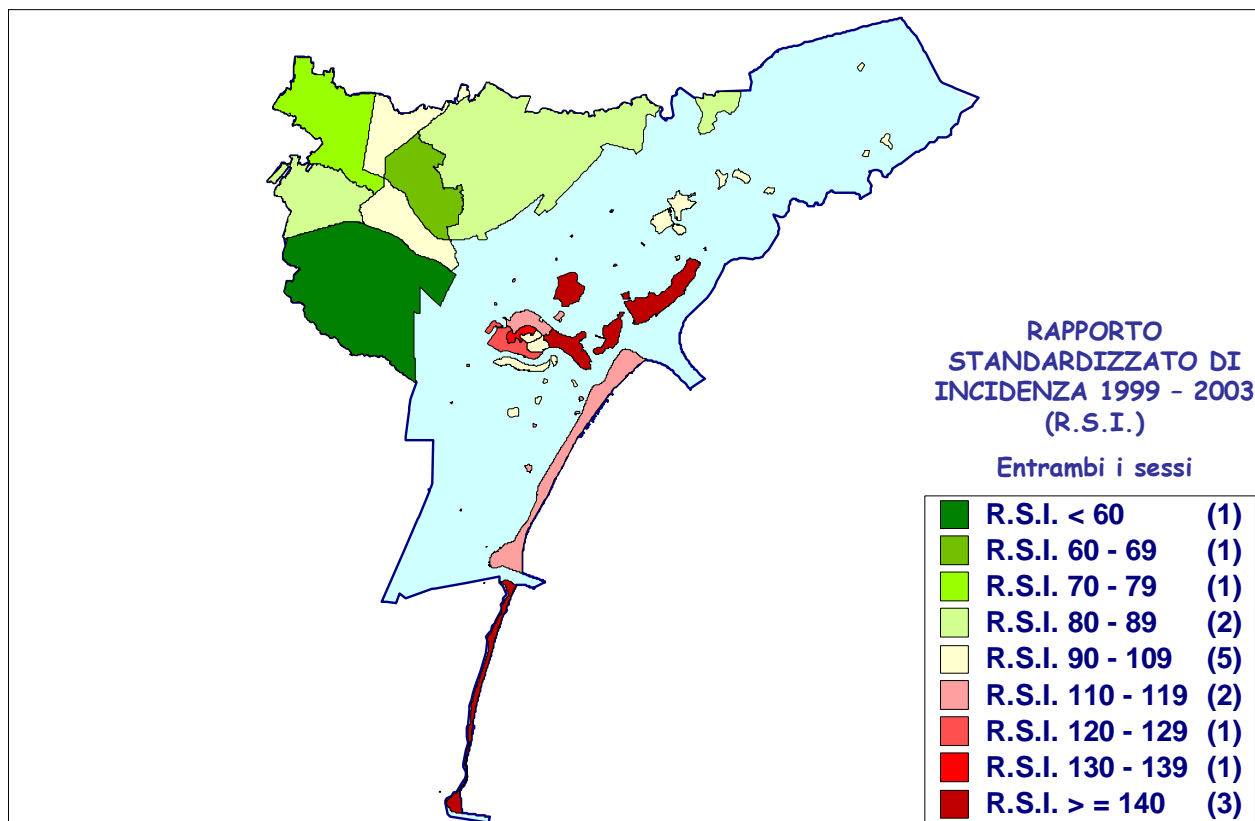 RAPPORTO
STANDARDIZZATO DI
INCIDENZA 1999 – 2003
(R.S.I.)
Entrambi i sessi
R.S.I. < 60 (1)
R.S.I. 60 - 69 (1)
R.S.I. 70 - 79 (1)
R.S.I. 80 - 89 (2)
R.S.I. 90 - 109 (5)
R.S.I. 110 - 119 (2)
R.S.I. 120 - 129 (1)
R.S.I. 130 - 139 (1)
R.S.I. > = 140 (3)